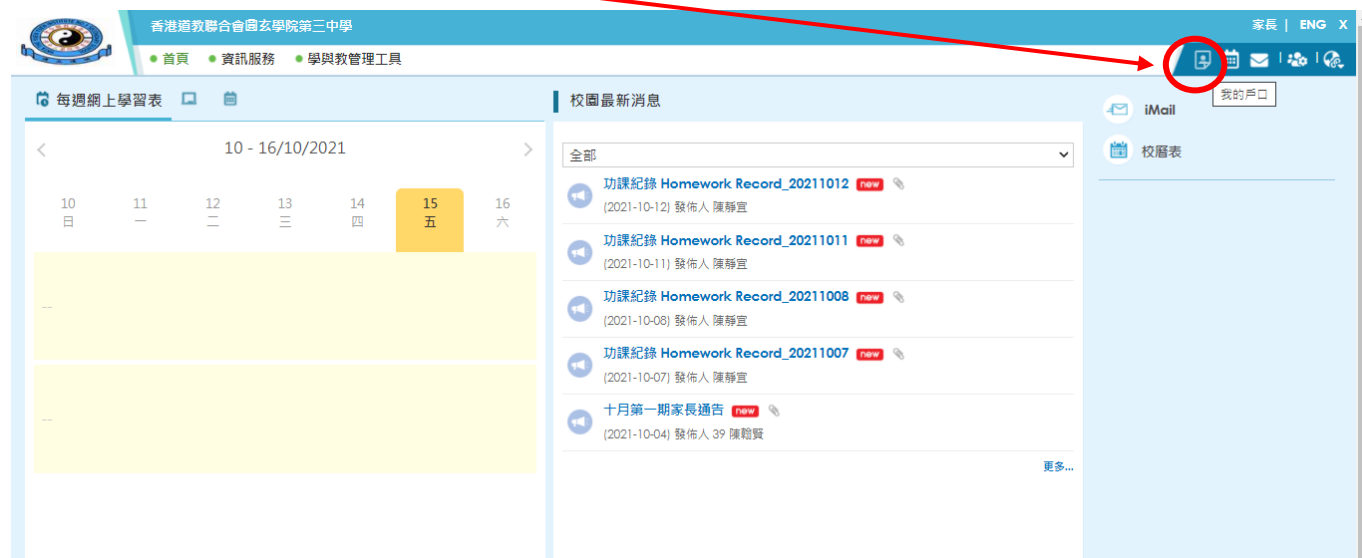 香港道教聯合會圓玄學院第三中學
家長 | ENG X
首頁 資訊服務 學與教管理工具
我的戶口
每週網上學習表
10 - 16/10/2021
10 11 12 13 14 15 16
日 一 二 三 四 五 六
--
--
校園最新消息
全部
功課紀錄 Homework Record_20211012 new
(2021-10-12) 發佈人 陳靜宜
功課紀錄 Homework Record_20211011 new
(2021-10-11) 發佈人 陳靜宜
功課紀錄 Homework Record_20211008 new
(2021-10-08) 發佈人 陳靜宜
功課紀錄 Homework Record_20211007 new
(2021-10-07) 發佈人 陳靜宜
十月第一期家長通告 new
(2021-10-04) 發佈人 39 陳翰賢
更多...
iMail
校曆表